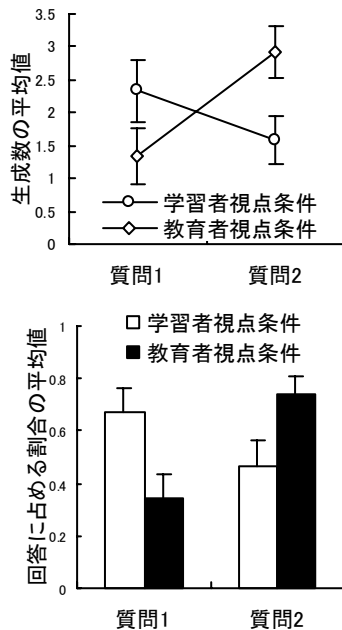 生成数の平均値
3.5
3
2.5
2
1.5
1
0.5
0
学習者視点条件
教育者視点条件
質問1 質問2
回答に占める割合の平均値
1
0.8
0.6
0.4
0.2
0
学習者視点条件
教育者視点条件
質問1 質問2